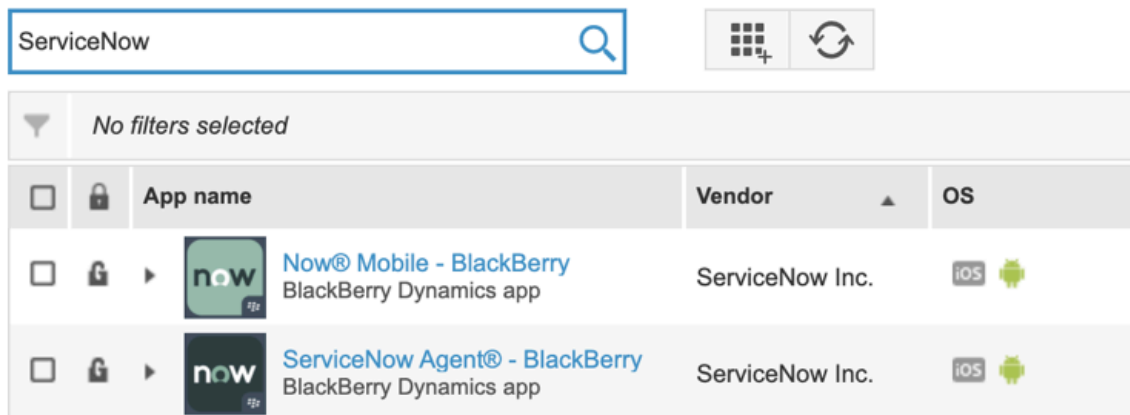 ServiceNow
No filters selected
App name Vendor OS
now Now® Mobile - BlackBerry
BlackBerry Dynamics app
ServiceNow Inc. iOS
now ServiceNow Agent® - BlackBerry
BlackBerry Dynamics app
ServiceNow Inc. iOS